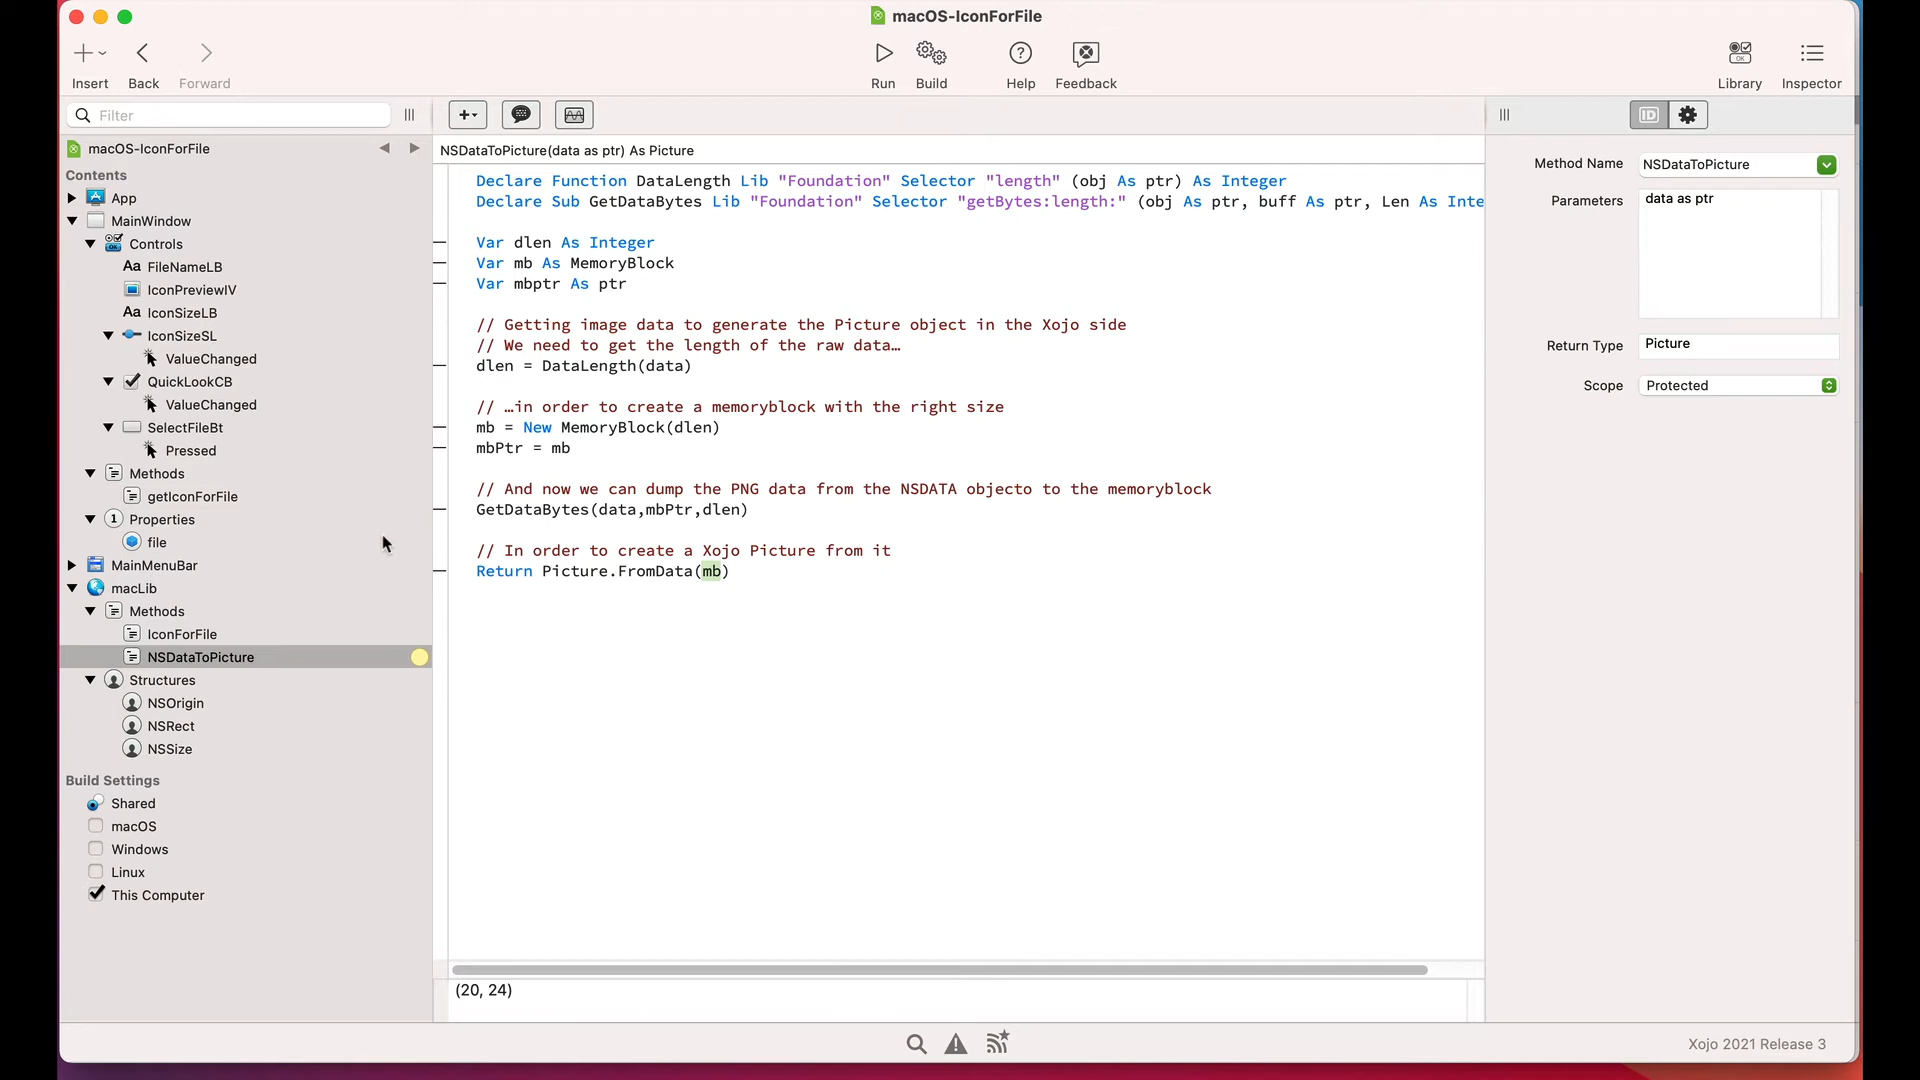 macOS-IconForFile
Insert
Back
Forward
Run
Build
Help
Feedback
Library
Inspector
Filter
ID
macOS-IconForFile
NSDataToPicture(data as ptr) As Picture
Contents
App
MainWindow
Controls
Aa FileNameLB
IconPreviewIV
Aa IconSizeLB
IconSizeSL
ValueChanged
QuickLookCB
ValueChanged
SelectFileBt
Pressed
Methods
getIconForFile
1 Properties
file
MainMenuBar
macLib
Methods
IconForFile
NSDataToPicture
Structures
NSOrigin
NSRect
NSSize
Build Settings
Shared
macOS
Windows
Linux
This Computer
Declare Function DataLength Lib "Foundation" Selector "length" (obj As ptr) As Integer
Declare Sub GetDataBytes Lib "Foundation" Selector "getBytes:length:" (obj As ptr, buff As ptr, Len As Inte
Var dlen As Integer
Var mb As MemoryBlock
Var mbptr As ptr
// Getting image data to generate the Picture object in the Xojo side
// We need to get the length of the raw data…
dlen = DataLength(data)
// …in order to create a memoryblock with the right size
mb = New MemoryBlock(dlen)
mbPtr = mb
// And now we can dump the PNG data from the NSDATA objecto to the memoryblock
GetDataBytes(data,mbPtr,dlen)
// In order to create a Xojo Picture from it
Return Picture.FromData(mb)
(20, 24)
Method Name NSDataToPicture
Parameters data as ptr
Return Type Picture
Scope Protected
Xojo 2021 Release 3